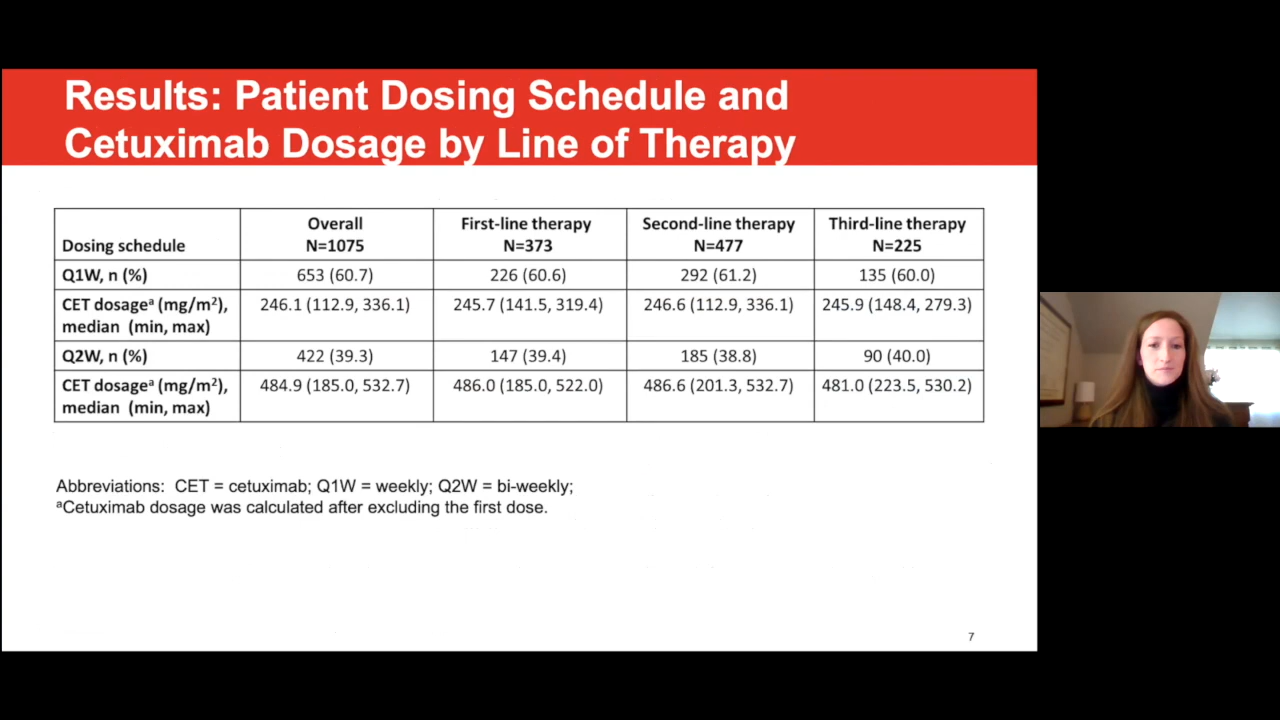 Results: Patient Dosing Schedule and
Cetuximab Dosage by Line of Therapy
Dosing schedule Overall N=1075 First-line therapy N=373 Second-line therapy N=477 Third-line therapy N=225
Q1W, n (%) 653 (60.7) 226 (60.6) 292 (61.2) 135 (60.0)
CET dosageᵃ (mg/m²), median (min, max) 246.1 (112.9, 336.1) 245.7 (141.5, 319.4) 246.6 (112.9, 336.1) 245.9 (148.4, 279.3)
Q2W, n (%) 422 (39.3) 147 (39.4) 185 (38.8) 90 (40.0)
CET dosageᵃ (mg/m²), median (min, max) 484.9 (185.0, 532.7) 486.0 (185.0, 522.0) 486.6 (201.3, 532.7) 481.0 (223.5, 530.2)
Abbreviations: CET = cetuximab; Q1W = weekly; Q2W = bi-weekly;
ᵃCetuximab dosage was calculated after excluding the first dose.
7